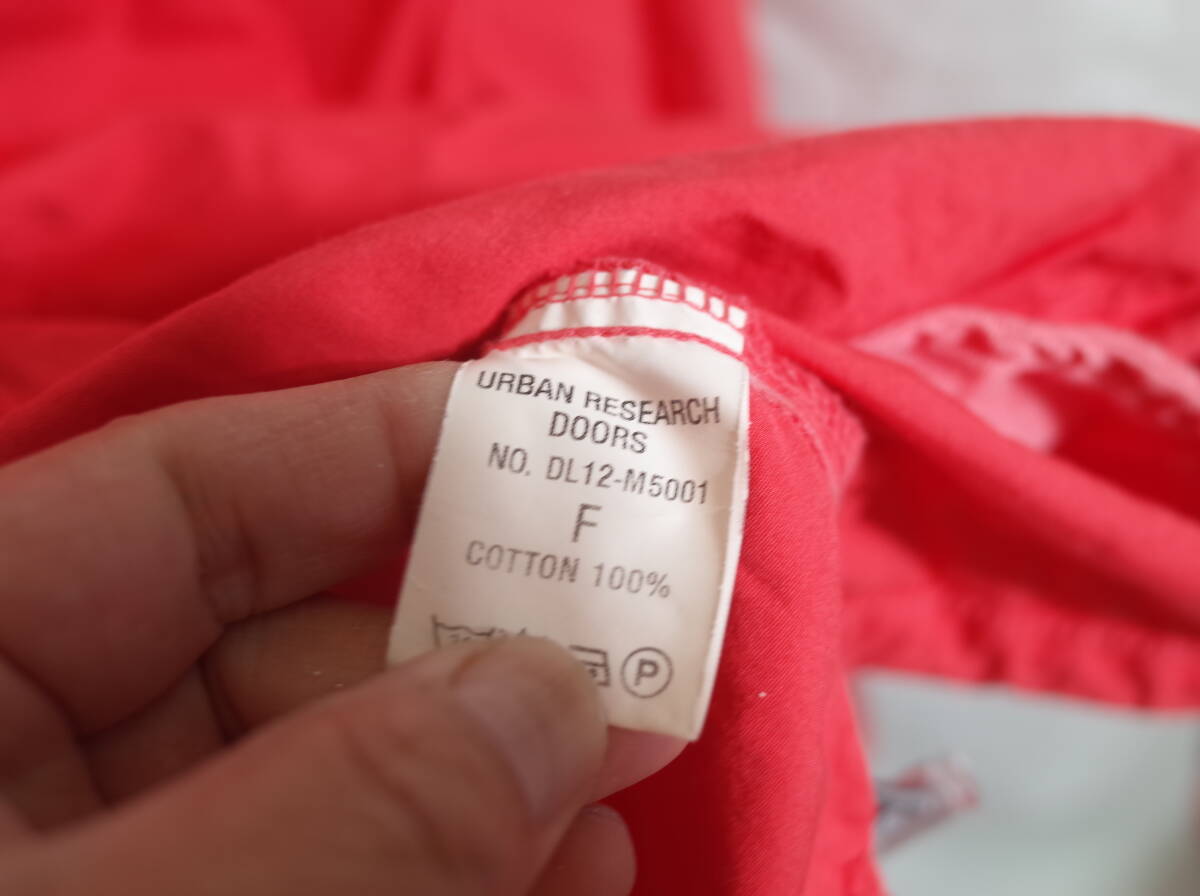 URBAN RESEARCH
DOORS
NO. DL12-M5001
F
COTTON 100%
P